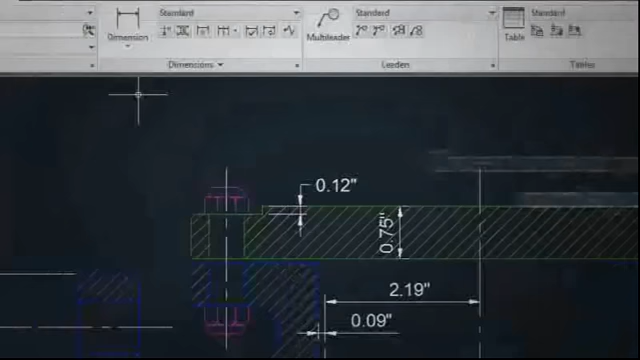 Standard
Standard
Standard
Dimension
Multileader
Table
Dimensions
Leaders
Tables
0.12"
0.75"
2.19"
0.09"